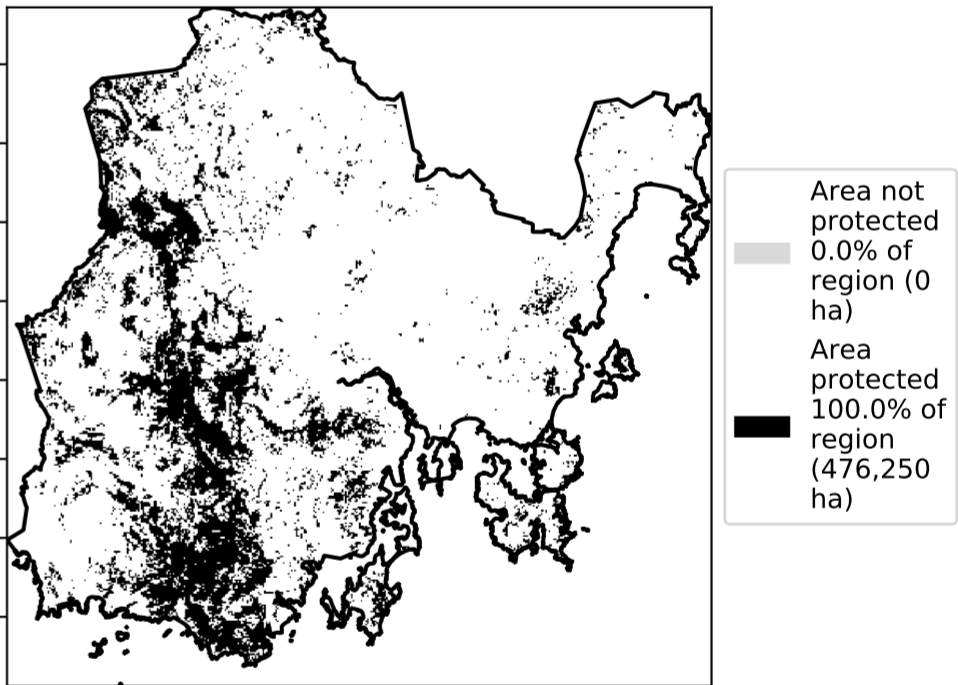 Area not
protected
0.0% of
region (0
ha)
Area
protected
100.0% of
region
(476,250
ha)